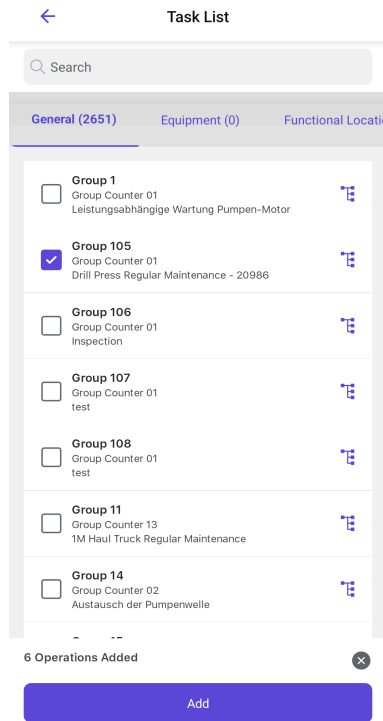 Task List
Search
General (2651)
Equipment (0)
Functional Locati
Group 1
Group Counter 01
Leistungsabhängige Wartung Pumpen-Motor
Group 105
Group Counter 01
Drill Press Regular Maintenance - 20986
Group 106
Group Counter 01
Inspection
Group 107
Group Counter 01
test
Group 108
Group Counter 01
test
Group 11
Group Counter 13
1M Haul Truck Regular Maintenance
Group 14
Group Counter 02
Austausch der Pumpenwelle
6 Operations Added
Add